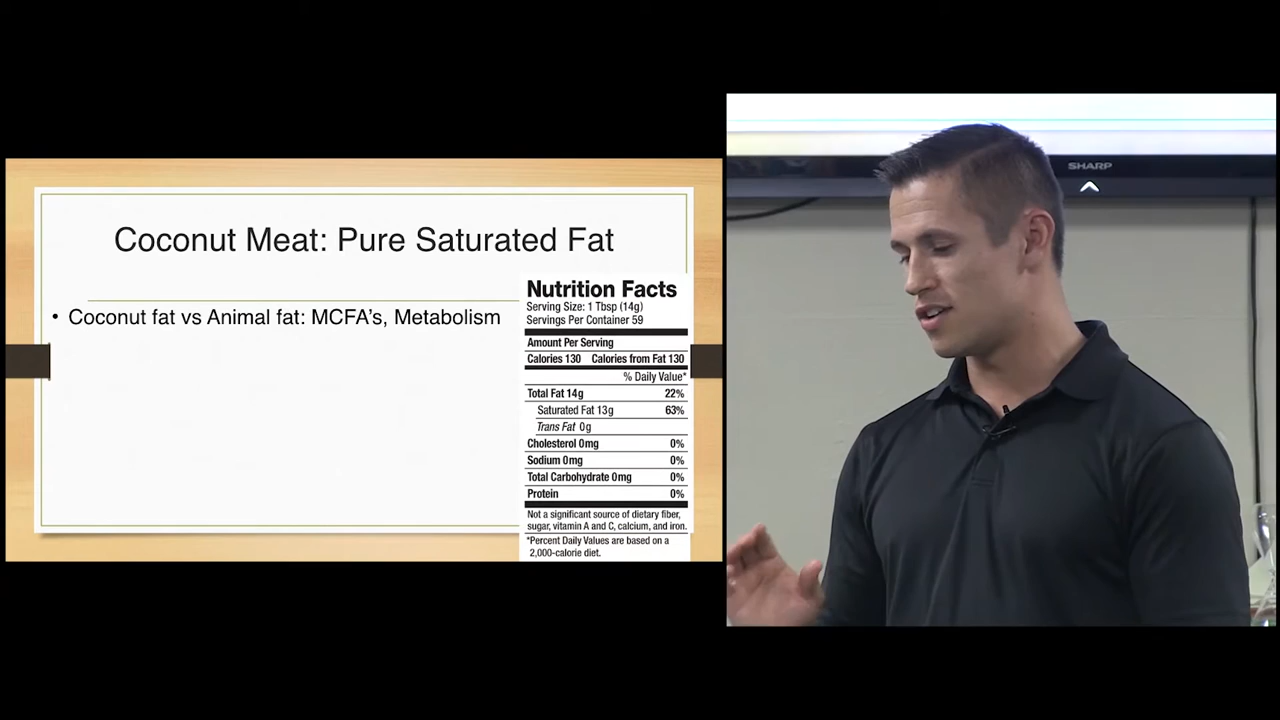 Coconut Meat: Pure Saturated Fat
• Coconut fat vs Animal fat: MCFA's, Metabolism
Nutrition Facts
Serving Size: 1 Tbsp (14g)
Servings Per Container 59
Amount Per Serving
Calories 130 Calories from Fat 130
% Daily Value*
Total Fat 14g 22%
Saturated Fat 13g 63%
Trans Fat 0g
Cholesterol 0mg 0%
Sodium 0mg 0%
Total Carbohydrate 0mg 0%
Protein 0%
Not a significant source of dietary fiber,
sugar, vitamin A and C, calcium, and iron.
*Percent Daily Values are based on a
2,000-calorie diet.
SHARP